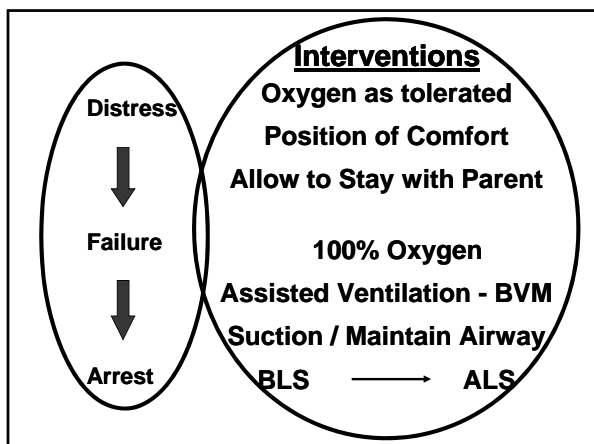 Distress
Failure
Arrest
Interventions
Oxygen as tolerated
Position of Comfort
Allow to Stay with Parent
100% Oxygen
Assisted Ventilation - BVM
Suction / Maintain Airway
BLS ALS